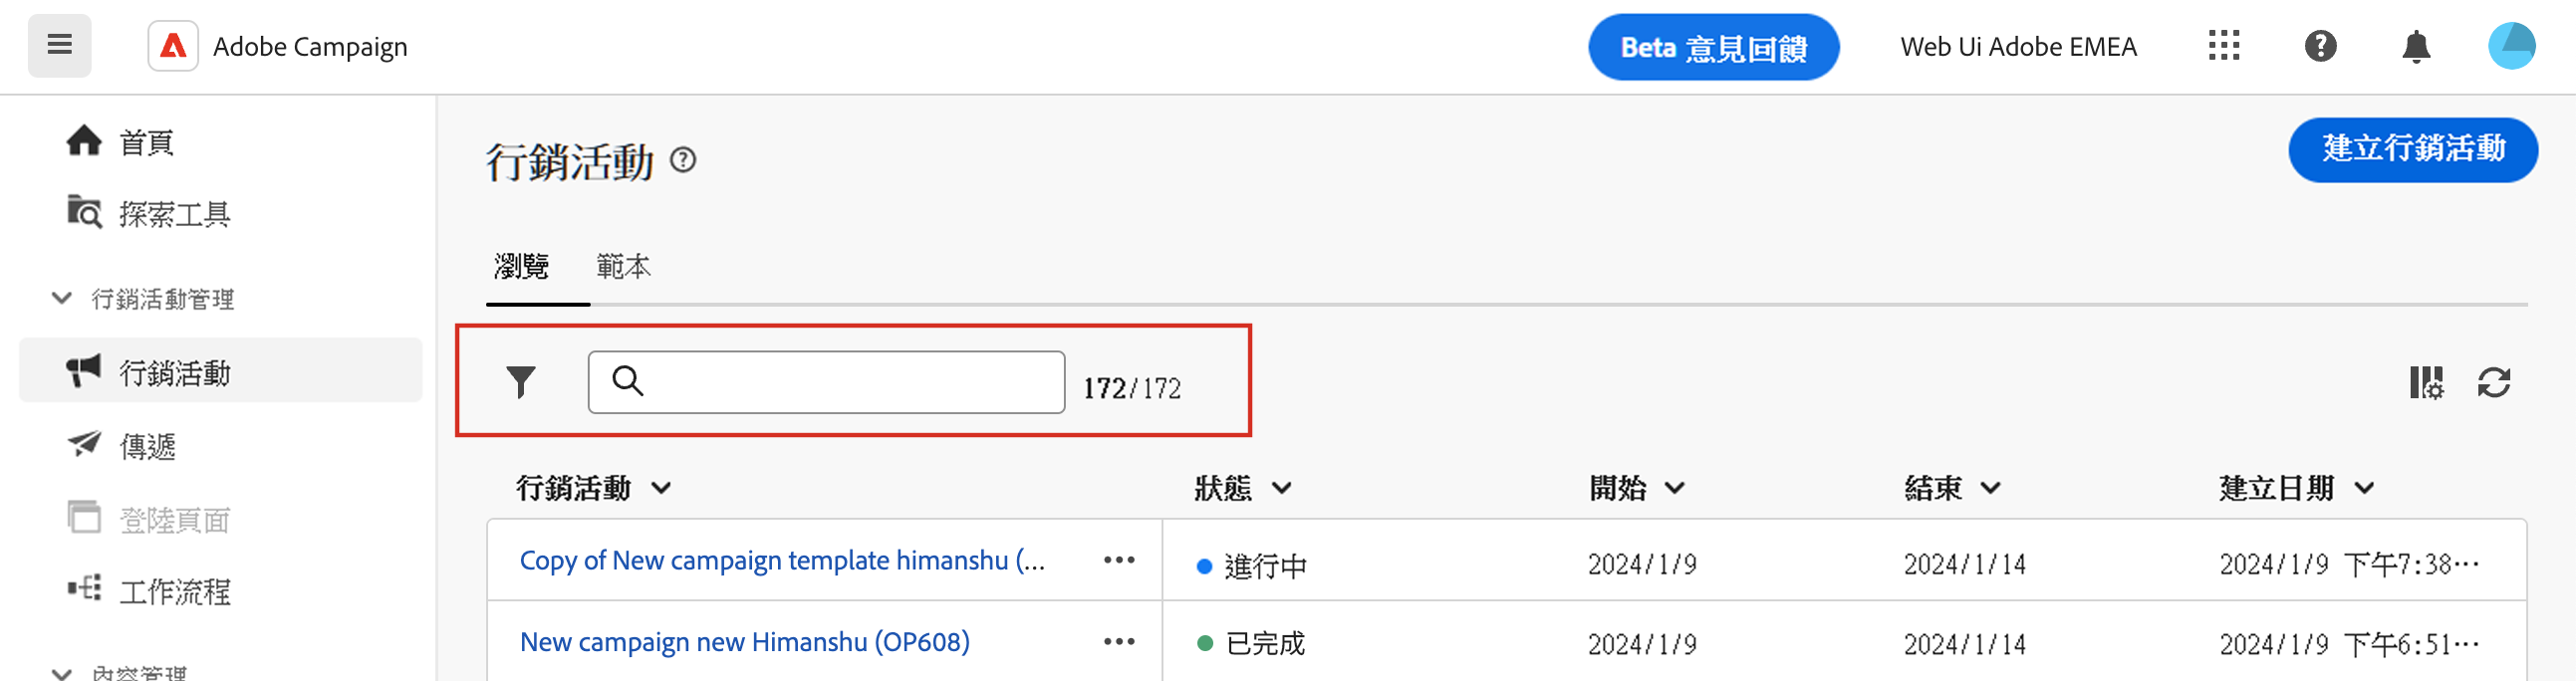 Adobe Campaign
Beta 意見回饋
Web Ui Adobe EMEA
首頁
探索工具
行銷活動管理
行銷活動
傳遞
登陸頁面
工作流程
內容管理
行銷活動
建立行銷活動
瀏覽 範本
172/172
行銷活動 狀態 開始 結束 建立日期
Copy of New campaign template himanshu (... 進行中 2024/1/9 2024/1/14 2024/1/9 下午7:38⋯
New campaign new Himanshu (OP608) 已完成 2024/1/9 2024/1/14 2024/1/9 下午6:51⋯